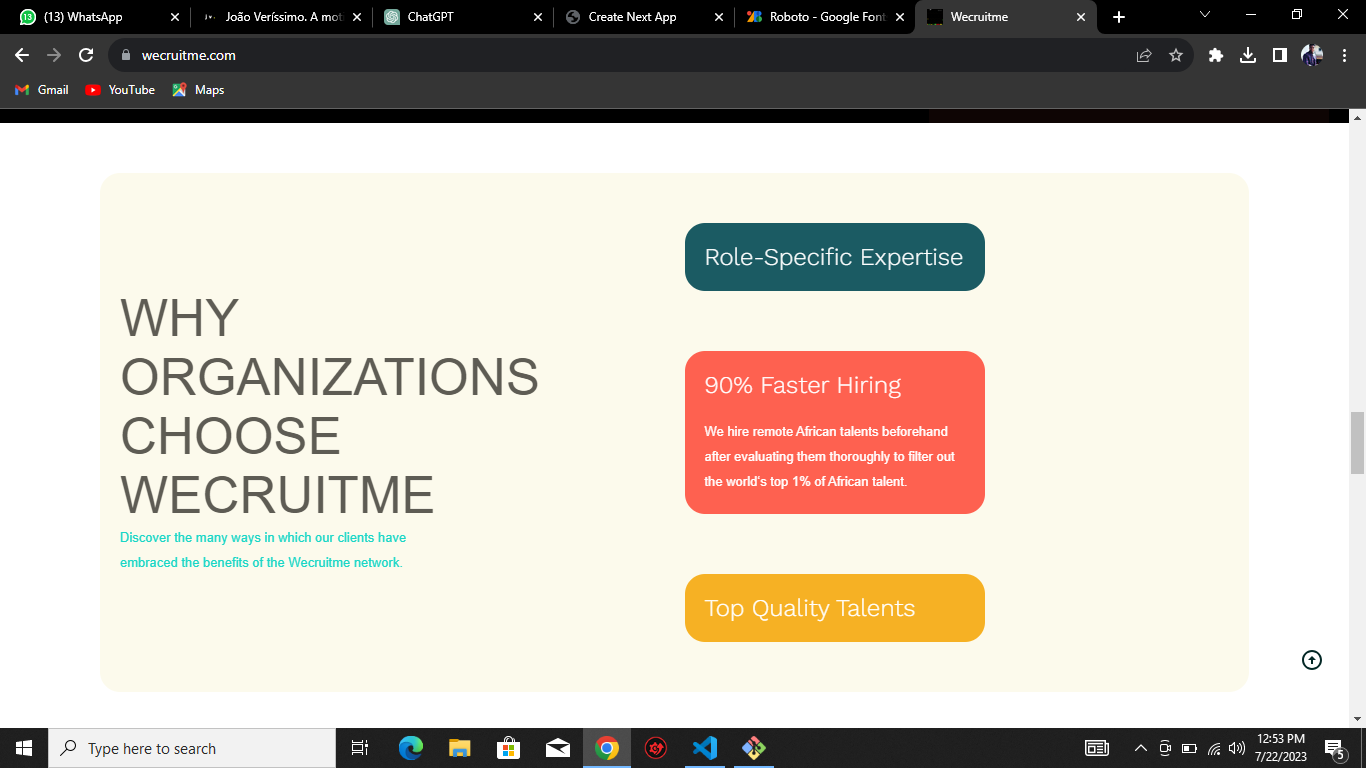 (13) WhatsApp
João Veríssimo. A mot
ChatGPT
Create Next App
Roboto - Google Font
Wecruitme
wecruitme.com
Gmail
YouTube
Maps
WHY
ORGANIZATIONS
CHOOSE
WECRUITME
Discover the many ways in which our clients have
embraced the benefits of the Wecruitme network.
Role-Specific Expertise
90% Faster Hiring
We hire remote African talents beforehand
after evaluating them thoroughly to filter out
the world's top 1% of African talent.
Top Quality Talents
Type here to search
12:53 PM
7/22/2023
5